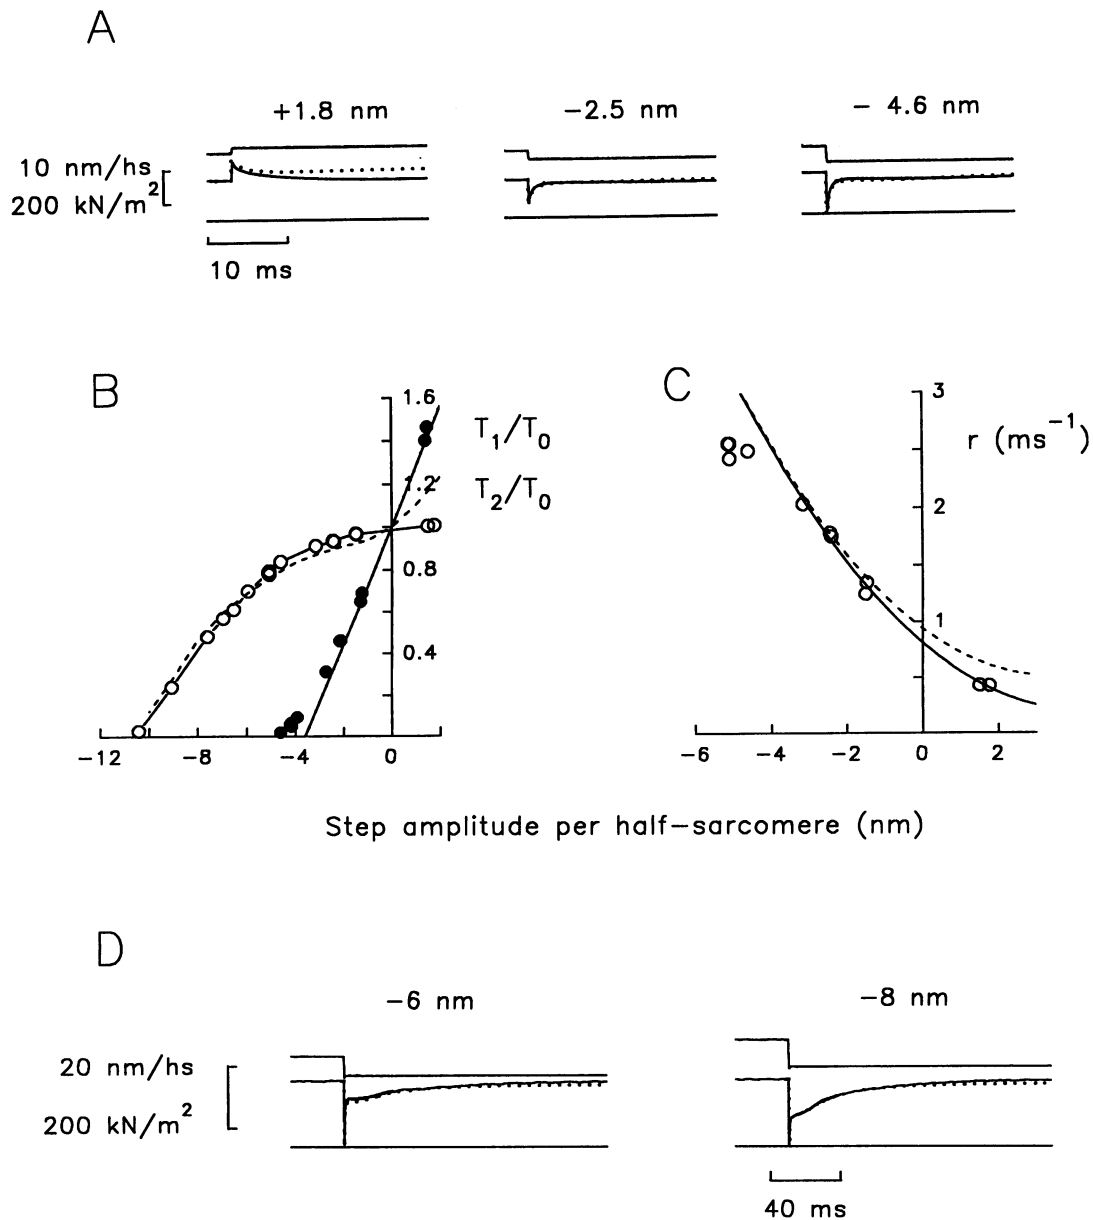 A
+1.8 nm
−2.5 nm
− 4.6 nm
10 nm/hs
200 kN/m²
10 ms
B
1.6
T₁/T₀
1.2
T₂/T₀
0.8
0.4
−12
−8
−4
0
C
3
r (ms⁻¹)
2
1
−6
−4
−2
0
2
Step amplitude per half−sarcomere (nm)
D
−6 nm
−8 nm
20 nm/hs
200 kN/m²
40 ms